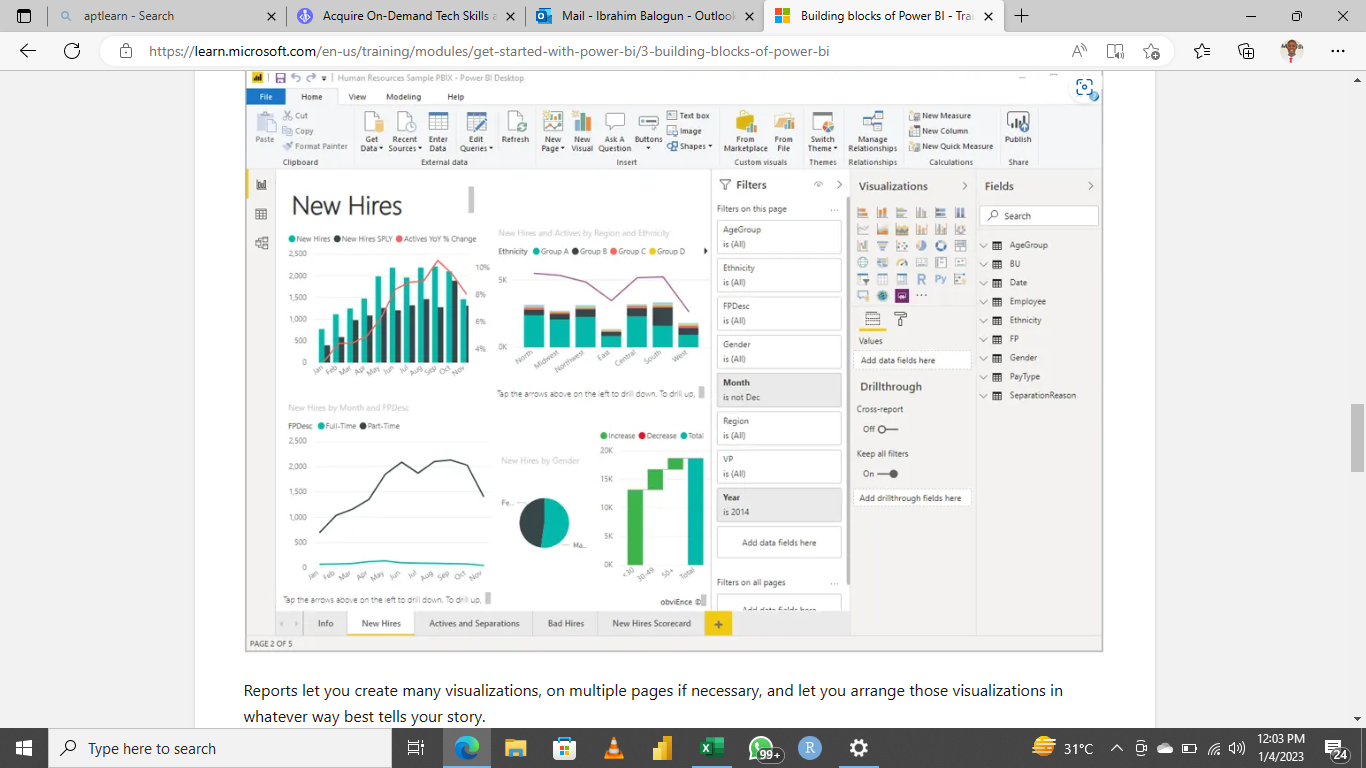 aptlearn - Search
Acquire On-Demand Tech Skills a
Mail - Ibrahim Balogun - Outlook
Building blocks of Power BI - Trai
https://learn.microsoft.com/en-us/training/modules/get-started-with-power-bi/3-building-blocks-of-power-bi
Human Resources Sample PBIX - Power BI Desktop
File Home View Modeling Help
Paste
Cut
Copy
Format Painter
Clipboard
Get Data
Recent Sources
Enter Data
Edit Queries
External data
Refresh
New Page
New Visual
Ask A Question
Buttons
Text box
Image
Shapes
Insert
From Marketplace
From File
Custom visuals
Switch Theme
Themes
Manage Relationships
Relationships
New Measure
New Column
New Quick Measure
Calculations
Publish
Share
New Hires
New Hires New Hires SPLY Actives YoY % Change
2,500
2,000
1,500
1,000
500
0
10%
8%
6%
4%
Jan Feb Mar Apr May Jun Jul Aug Sep Oct Nov
New Hires and Actives by Region and Ethnicity
Ethnicity Group A Group B Group C Group D
5K
0K
North Midwest Northwest East Central South West
Tap the arrows above on the left to drill down. To drill up,
New Hires by Month and FPDesc
FPDesc Full-Time Part-Time
2,500
2,000
1,500
1,000
500
0
Jan Feb Mar Apr May Jun Jul Aug Sep Oct Nov
Tap the arrows above on the left to drill down. To drill up,
New Hires by Gender
Fe...
Ma...
Increase Decrease Total
20K
15K
10K
5K
0K
<30 30-49 50+ Total
obviEnce ©
Filters
Filters on this page
AgeGroup
is (All)
Ethnicity
is (All)
FPDesc
is (All)
Gender
is (All)
Month
is not Dec
Region
is (All)
VP
is (All)
Year
is 2014
Add data fields here
Filters on all pages
Add data fields here
Visualizations
R Py
Values
Add data fields here
Drillthrough
Cross-report
Off
Keep all filters
On
Add drillthrough fields here
Fields
Search
AgeGroup
BU
Date
Employee
Ethnicity
FP
Gender
PayType
SeparationReason
Info New Hires Actives and Separations Bad Hires New Hires Scorecard +
PAGE 2 OF 5
Reports let you create many visualizations, on multiple pages if necessary, and let you arrange those visualizations in
whatever way best tells your story.
Type here to search
99+
R
31°C
12:03 PM
1/4/2023
24